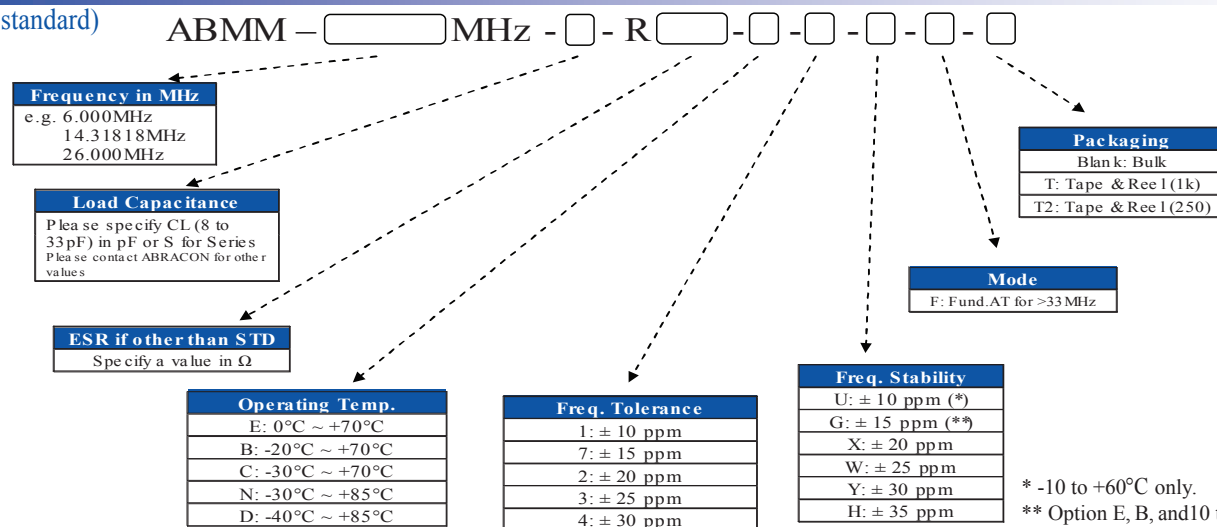 standard)
ABMM – MHz - - R - - - - -
Frequency in MHz
e.g. 6.000MHz
14.31818MHz
26.000MHz
Packaging
Blank: Bulk
T: Tape & Reel(1k)
T2: Tape & Reel(250)
Load Capacitance
Please specify CL (8 to
33pF) in pF or S for Series
Please contact ABRACON for other
values
Mode
F: Fund.AT for >33MHz
ESR if other than STD
Specify a value in Ω
Operating Temp.
E: 0°C ~ +70°C
B: -20°C ~ +70°C
C: -30°C ~ +70°C
N: -30°C ~ +85°C
D: -40°C ~ +85°C
Freq. Tolerance
1: ± 10 ppm
7: ± 15 ppm
2: ± 20 ppm
3: ± 25 ppm
4: ± 30 ppm
Freq. Stability
U: ± 10 ppm (*)
G: ± 15 ppm (**)
X: ± 20 ppm
W: ± 25 ppm
Y: ± 30 ppm
H: ± 35 ppm
* -10 to +60°C only.
** Option E, B, and10